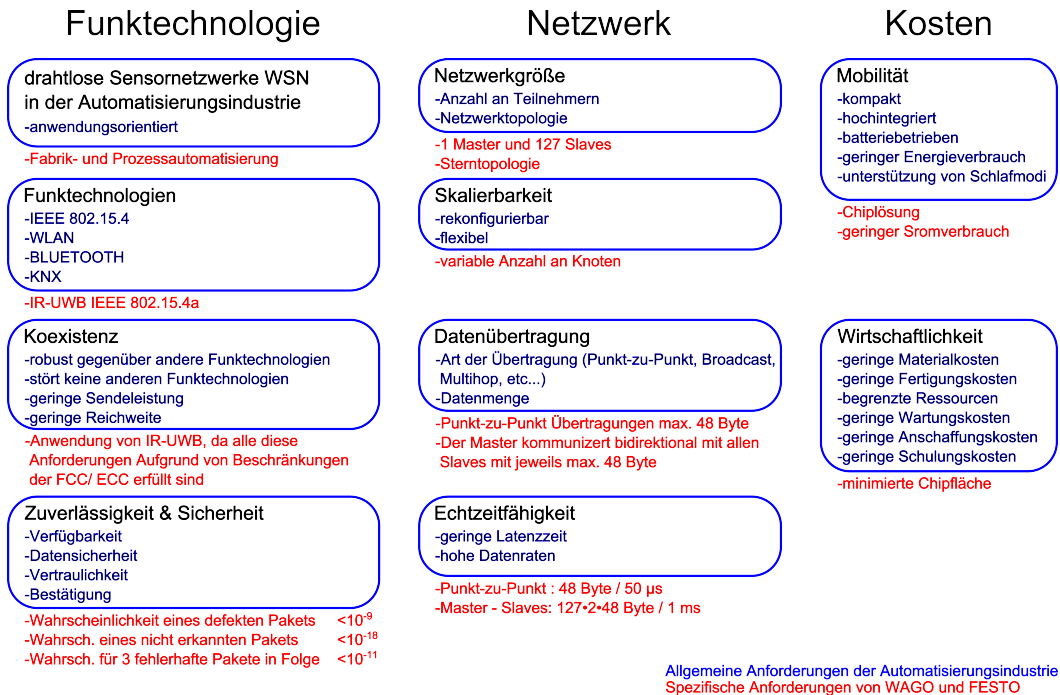 Funktechnologie
drahtlose Sensornetzwerke WSN
in der Automatisierungsindustrie
-anwendungsorientiert
-Fabrik- und Prozessautomatisierung
Funktechnologien
-IEEE 802.15.4
-WLAN
-BLUETOOTH
-KNX
-IR-UWB IEEE 802.15.4a
Koexistenz
-robust gegenüber andere Funktechnologien
-stört keine anderen Funktechnologien
-geringe Sendeleistung
-geringe Reichweite
-Anwendung von IR-UWB, da alle diese
Anforderungen Aufgrund von Beschränkungen
der FCC/ ECC erfüllt sind
Zuverlässigkeit & Sicherheit
-Verfügbarkeit
-Datensicherheit
-Vertraulichkeit
-Bestätigung
-Wahrscheinlichkeit eines defekten Pakets <10⁻⁹
-Wahrsch. eines nicht erkannten Pakets <10⁻¹⁸
-Wahrsch. für 3 fehlerhafte Pakete in Folge <10⁻¹¹
Netzwerk
Netzwerkgröße
-Anzahl an Teilnehmern
-Netzwerktopologie
-1 Master und 127 Slaves
-Sterntopologie
Skalierbarkeit
-rekonfigurierbar
-flexibel
-variable Anzahl an Knoten
Datenübertragung
-Art der Übertragung (Punkt-zu-Punkt, Broadcast,
Multihop, etc...)
-Datenmenge
-Punkt-zu-Punkt Übertragungen max. 48 Byte
-Der Master kommunizert bidirektional mit allen
Slaves mit jeweils max. 48 Byte
Echtzeitfähigkeit
-geringe Latenzzeit
-hohe Datenraten
-Punkt-zu-Punkt : 48 Byte / 50 µs
-Master - Slaves: 127•2•48 Byte / 1 ms
Kosten
Mobilität
-kompakt
-hochintegriert
-batteriebetrieben
-geringer Energieverbrauch
-unterstützung von Schlafmodi
-Chiplösung
-geringer Sromverbrauch
Wirtschaftlichkeit
-geringe Materialkosten
-geringe Fertigungskosten
-begrenzte Ressourcen
-geringe Wartungskosten
-geringe Anschaffungskosten
-geringe Schulungskosten
-minimierte Chipfläche
Allgemeine Anforderungen der Automatisierungsindustrie
Spezifische Anforderungen von WAGO und FESTO